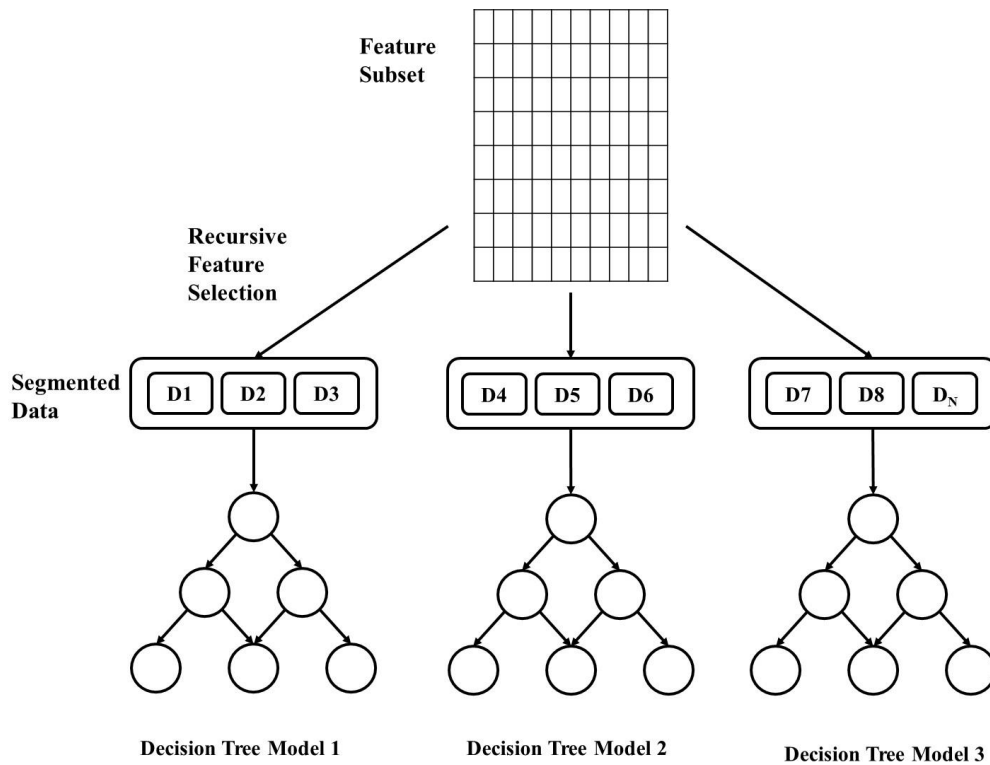 Feature
Subset
Recursive
Feature
Selection
Segmented
Data
D1 D2 D3
D4 D5 D6
D7 D8 D_N
Decision Tree Model 1
Decision Tree Model 2
Decision Tree Model 3